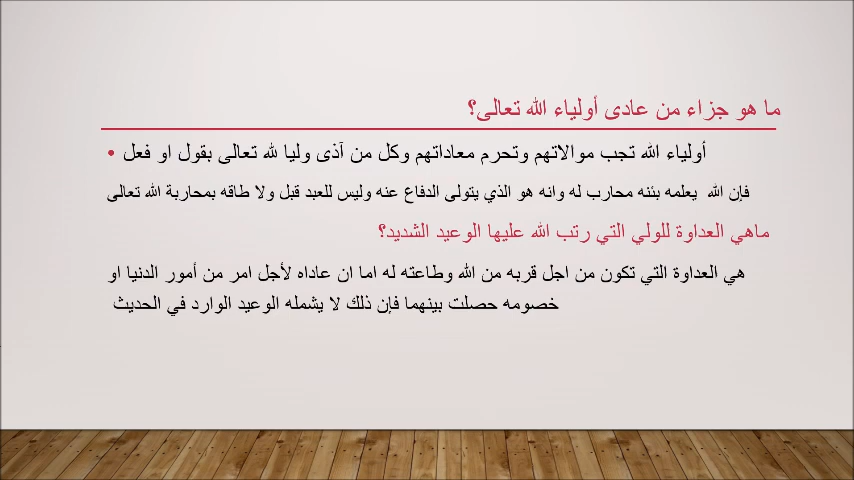 ما هو جزاء من عادى أولياء الله تعالى؟
أولياء الله تجب موالاتهم وتحرم معاداتهم وكل من آذى وليا لله تعالى بقول او فعل •
فإن الله يعلمه بئنه محارب له وانه هو الذي يتولى الدفاع عنه وليس للعبد قبل ولا طاقه بمحاربة الله تعالى
ماهي العداوة للولي التي رتب الله عليها الوعيد الشديد؟
هي العداوة التي تكون من اجل قربه من الله وطاعته له اما ان عاداه لأجل امر من أمور الدنيا او
خصومه حصلت بينهما فإن ذلك لا يشمله الوعيد الوارد في الحديث